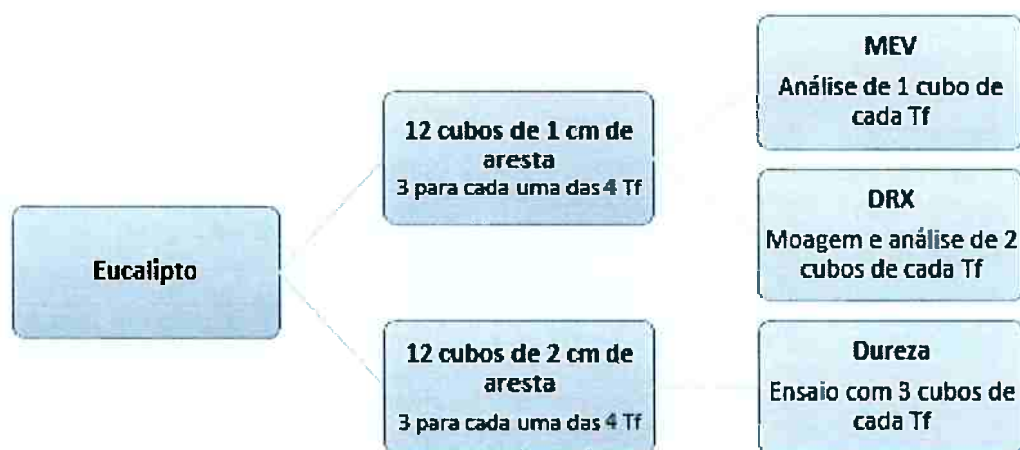 Eucalipto
12 cubos de 1 cm de
aresta
3 para cada uma das 4 Tf
12 cubos de 2 cm de
aresta
3 para cada uma das 4 Tf
MEV
Análise de 1 cubo de
cada Tf
DRX
Moagem e análise de 2
cubos de cada Tf
Dureza
Ensaio com 3 cubos de
cada Tf